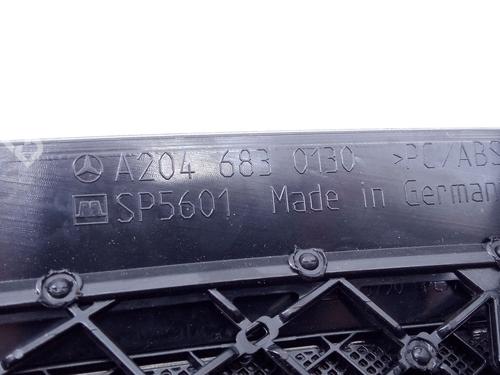 A204 683 0130 >PC/ABS
SP5601 Made in German